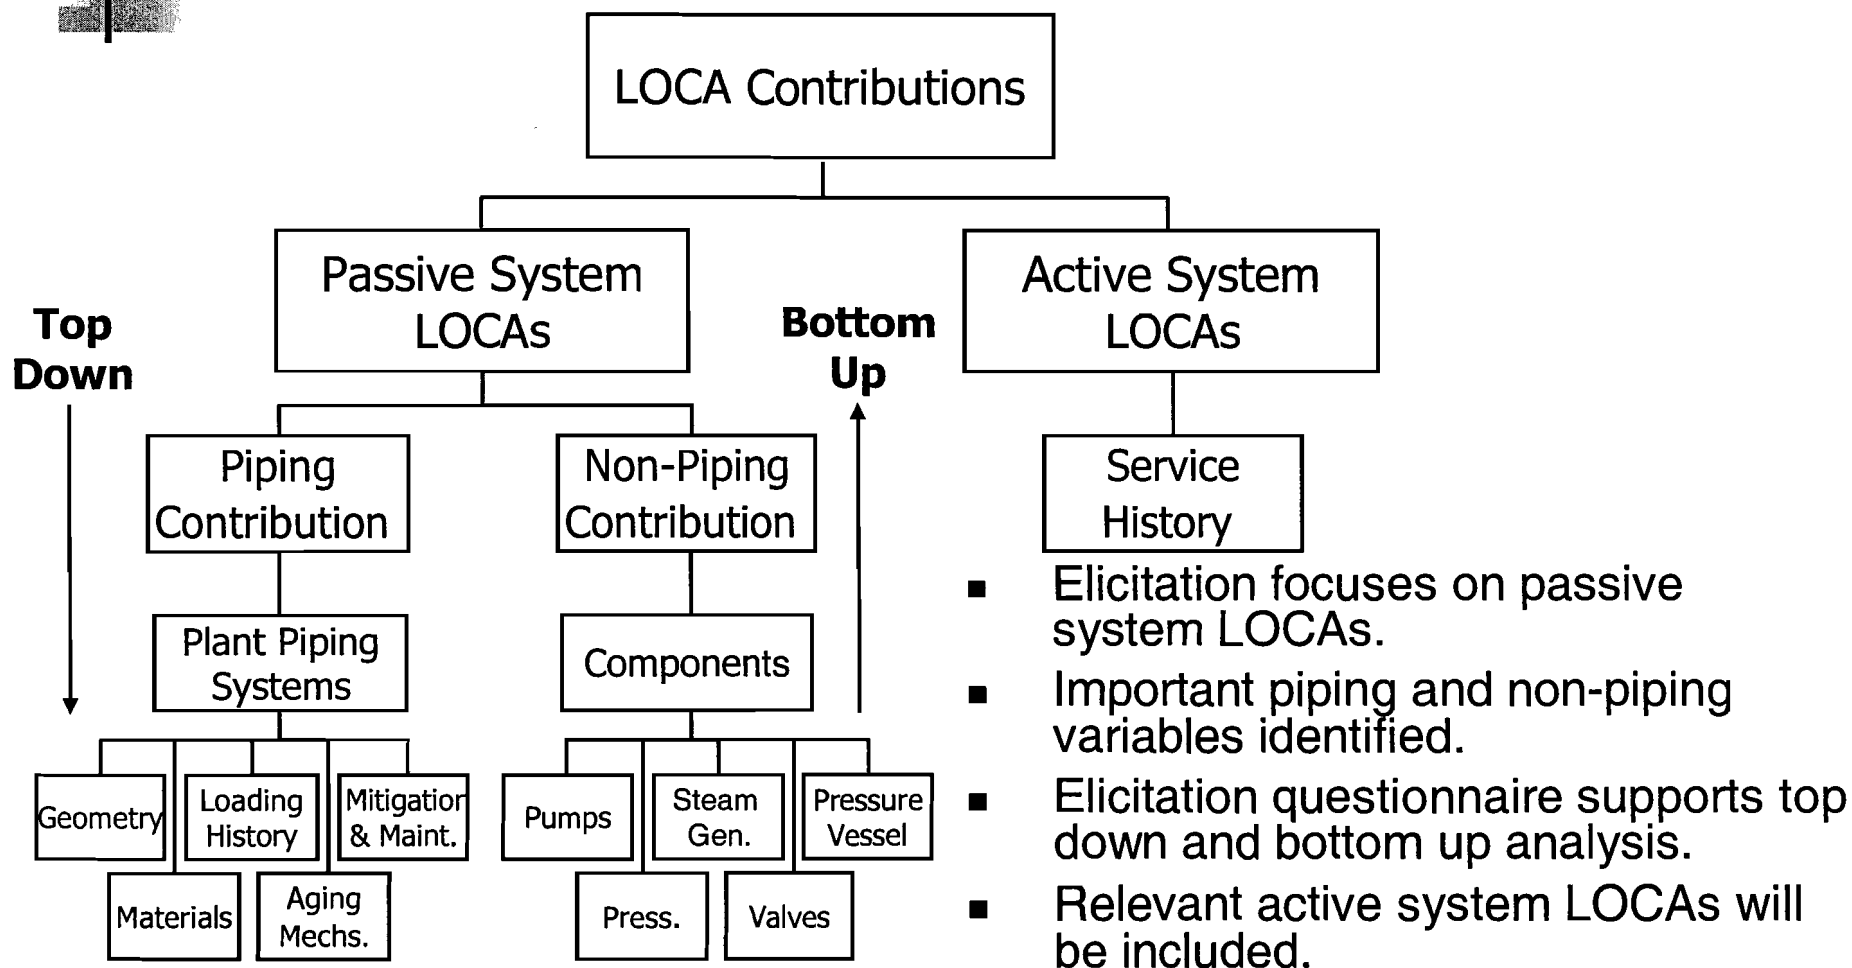 LOCA Contributions
Passive System
LOCAs
Active System
LOCAs
Top
Down
Bottom
Up
Piping
Contribution
Non-Piping
Contribution
Service
History
Plant Piping
Systems
Components
Geometry
Loading
History
Mitigation
& Maint.
Materials
Aging
Mechs.
Pumps
Steam
Gen.
Pressure
Vessel
Press.
Valves
■ Elicitation focuses on passive
system LOCAs.
■ Important piping and non-piping
variables identified.
■ Elicitation questionnaire supports top
down and bottom up analysis.
■ Relevant active system LOCAs will
be included.